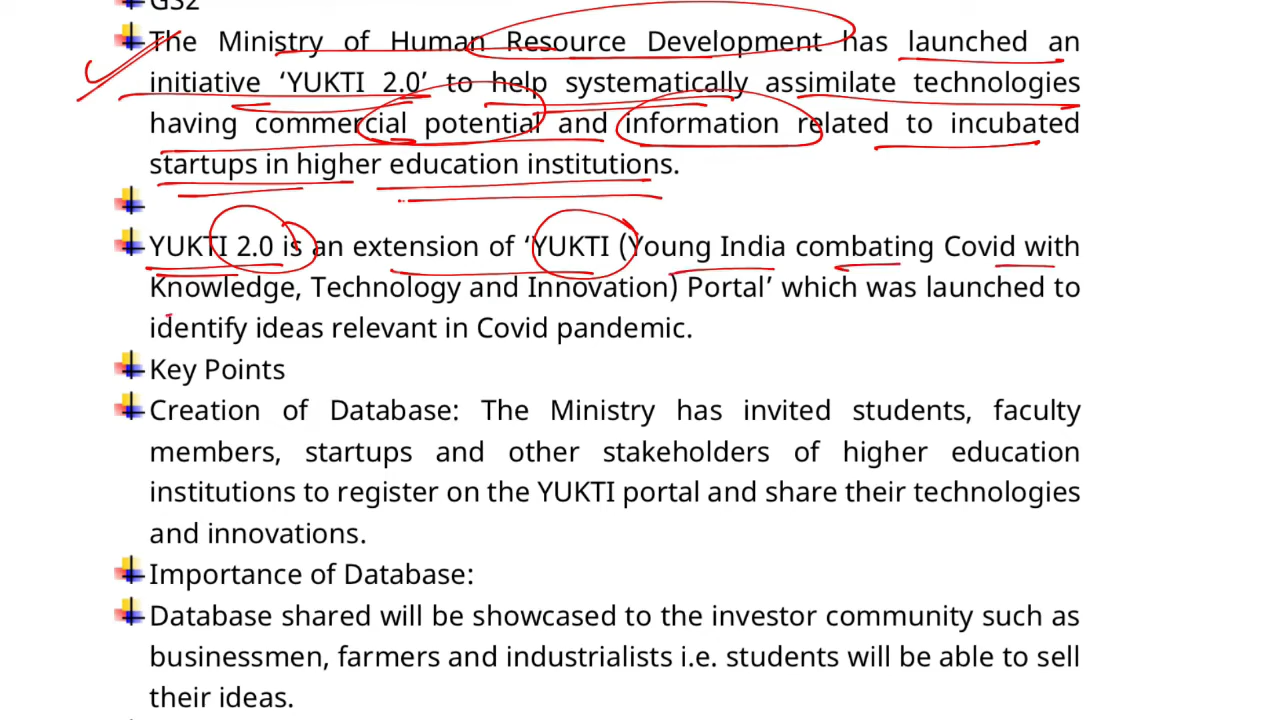 GS2
The Ministry of Human Resource Development has launched an
initiative ‘YUKTI 2.0’ to help systematically assimilate technologies
having commercial potential and information related to incubated
startups in higher education institutions.
YUKTI 2.0 is an extension of ‘YUKTI (Young India combating Covid with
Knowledge, Technology and Innovation) Portal’ which was launched to
identify ideas relevant in Covid pandemic.
Key Points
Creation of Database: The Ministry has invited students, faculty
members, startups and other stakeholders of higher education
institutions to register on the YUKTI portal and share their technologies
and innovations.
Importance of Database:
Database shared will be showcased to the investor community such as
businessmen, farmers and industrialists i.e. students will be able to sell
their ideas.